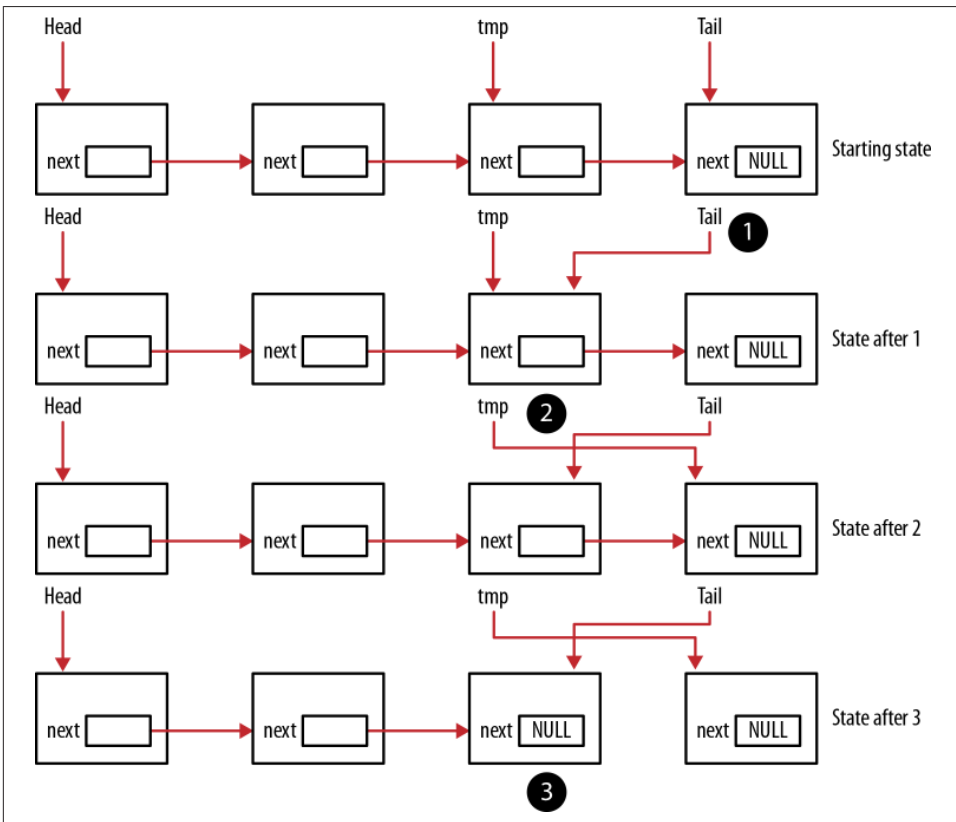 Head tmp Tail
next next next next NULL Starting state
Head tmp Tail 1
next next next next NULL State after 1
Head tmp 2 Tail
next next next next NULL State after 2
Head tmp Tail
next next next NULL next NULL State after 3
3